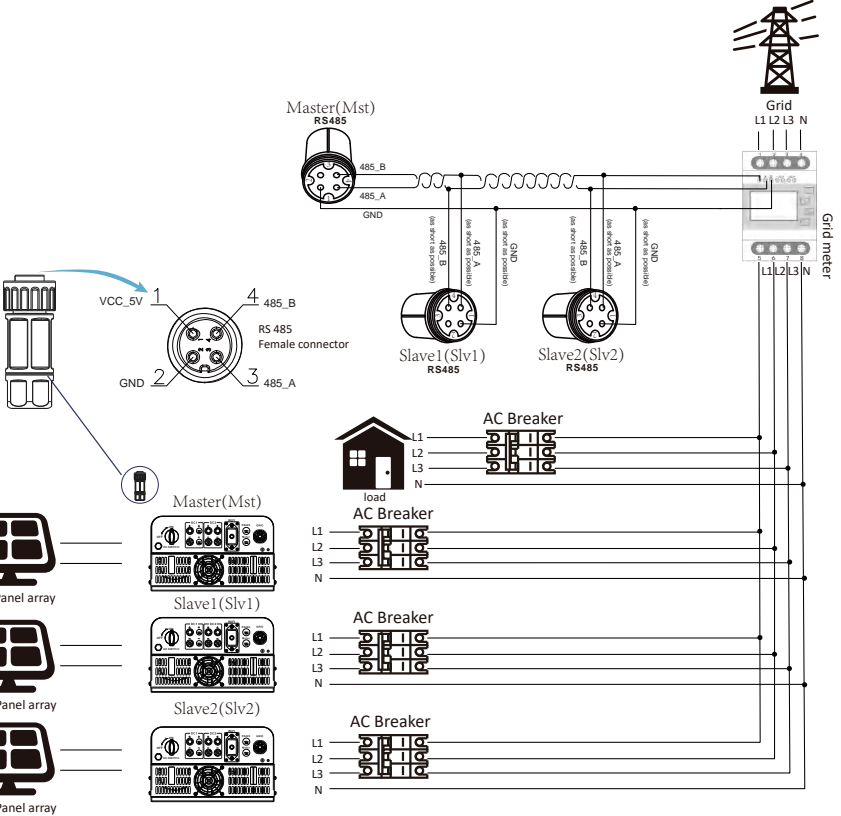 Grid
L1 L2 L3 N
Master(Mst)
RS485
485_B
485_A
GND
Grid meter
5 6 7 8
L1 L2 L3 N
485_B
(as short as possible)
485_A
(as short as possible)
GND
(as short as possible)
485_B
(as short as possible)
485_A
(as short as possible)
GND
(as short as possible)
Slave1(Slv1)
RS485
Slave2(Slv2)
RS485
VCC_5V 1
4 485_B
RS 485
Female connector
GND 2
3 485_A
AC Breaker
L1
L2
L3
N
load
Master(Mst)
AC Breaker
L1
L2
L3
N
Panel array
Slave1(Slv1)
AC Breaker
L1
L2
L3
N
Panel array
Slave2(Slv2)
AC Breaker
L1
L2
L3
N
Panel array